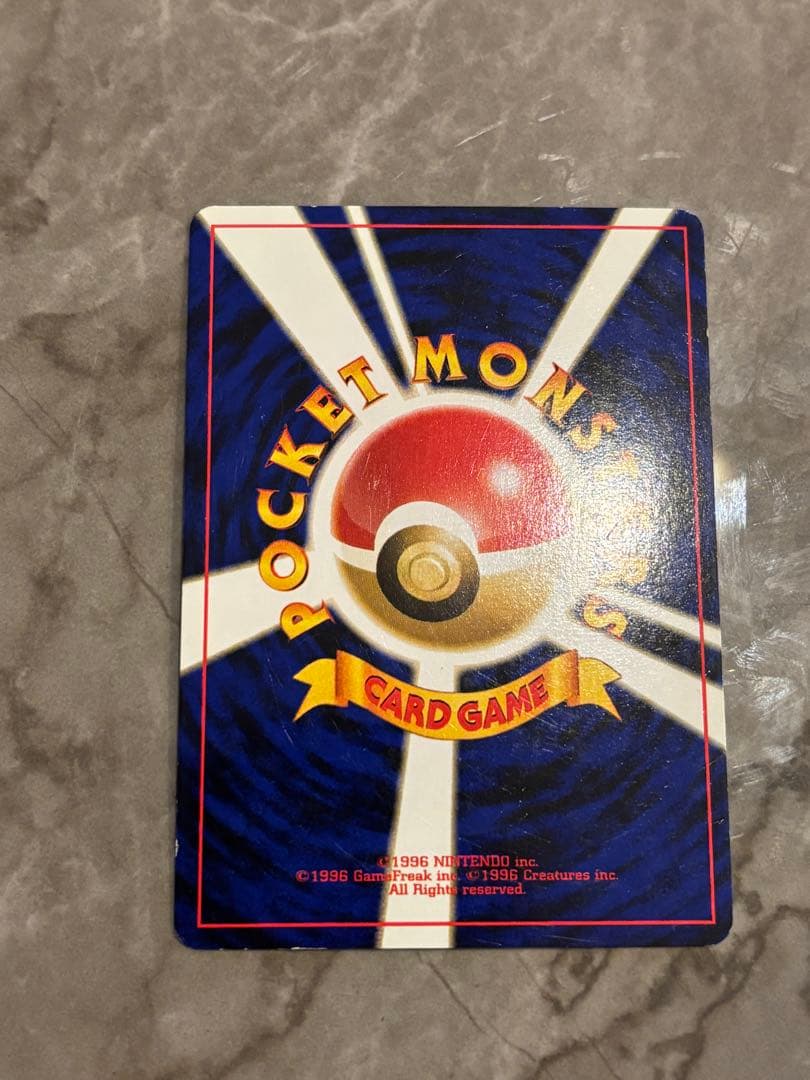 POCKET MONSTERS
CARD GAME
©1996 NINTENDO inc.
©1996 GameFreak inc. ©1996 Creatures inc.
All Rights reserved.